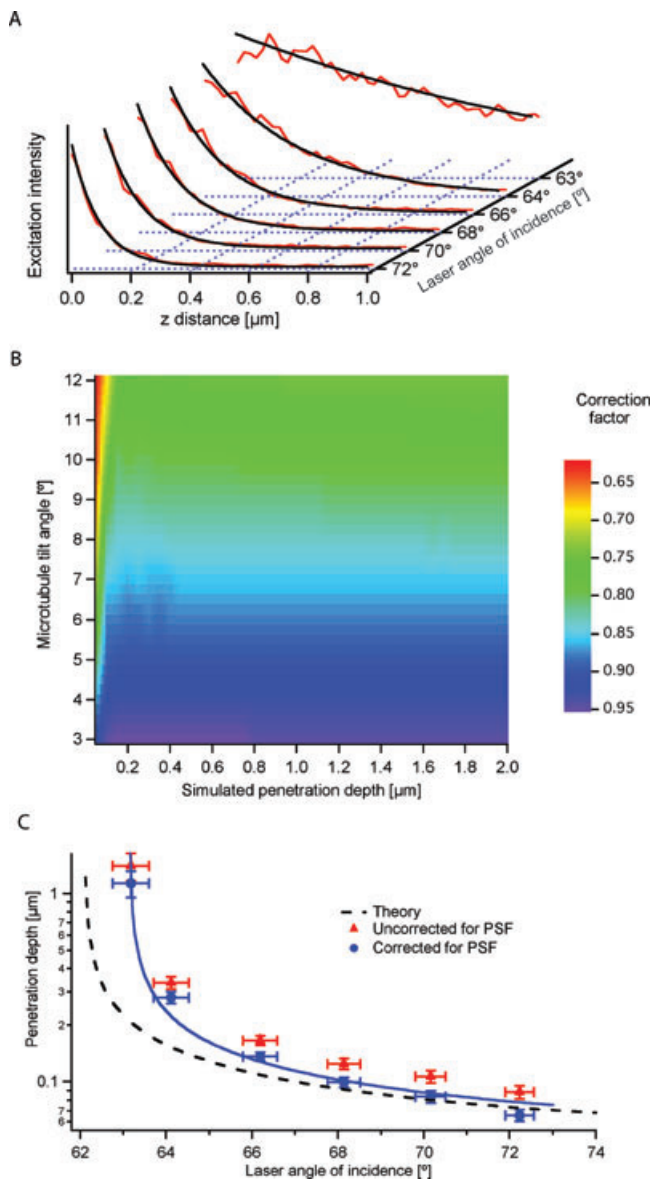 A
Excitation intensity
63°
64°
66°
68°
70°
72°
Laser angle of incidence [º]
0.0 0.2 0.4 0.6 0.8 1.0
z distance [µm]
B
12
11
10
9
8
7
6
5
4
3
Microtubule tilt angle [º]
0.2 0.4 0.6 0.8 1.0 1.2 1.4 1.6 1.8 2.0
Simulated penetration depth [µm]
Correction
factor
0.65
0.70
0.75
0.80
0.85
0.90
0.95
C
Penetration depth [µm]
1
9
8
7
6
5
4
3
2
0.1
9
8
7
6
Theory
Uncorrected for PSF
Corrected for PSF
62 64 66 68 70 72 74
Laser angle of incidence [º]